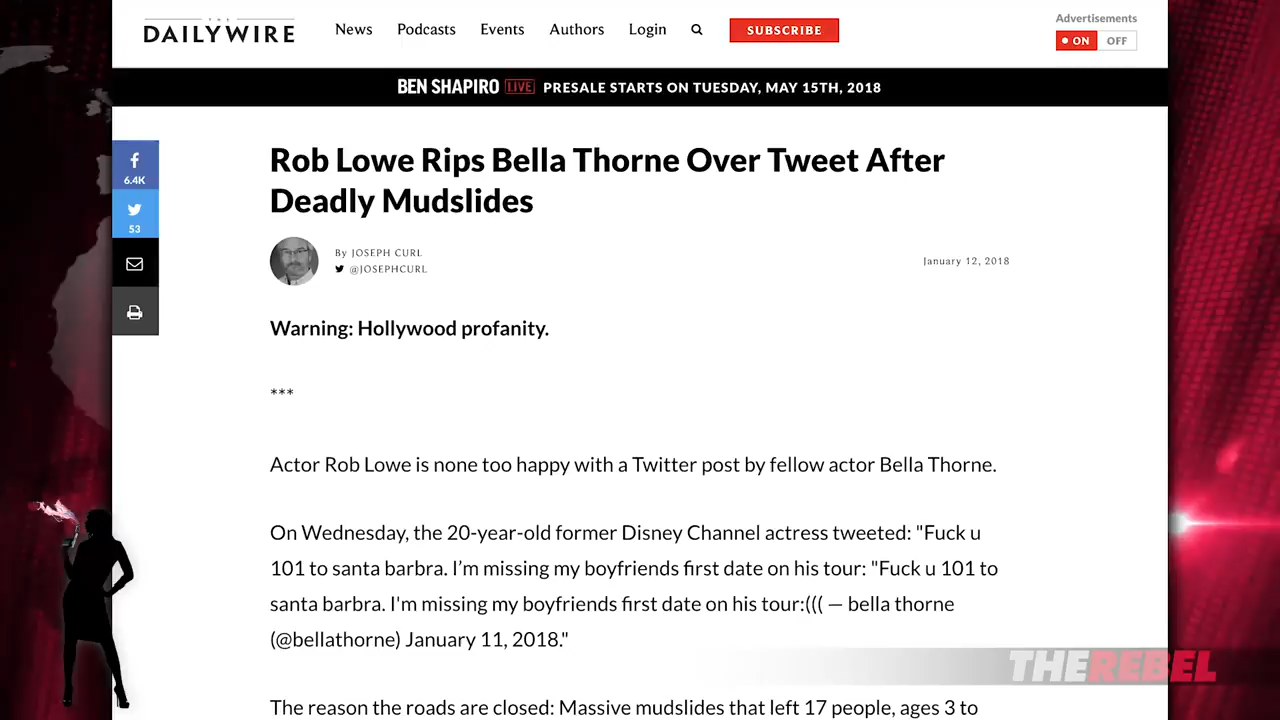 DAILYWIRE
News Podcasts Events Authors Login
SUBSCRIBE
Advertisements
ON OFF
BEN SHAPIRO LIVE PRESALE STARTS ON TUESDAY, MAY 15TH, 2018
6.4K
53
Rob Lowe Rips Bella Thorne Over Tweet After
Deadly Mudslides
By JOSEPH CURL
@JOSEPHCURL
January 12, 2018
Warning: Hollywood profanity.
***
Actor Rob Lowe is none too happy with a Twitter post by fellow actor Bella Thorne.
On Wednesday, the 20-year-old former Disney Channel actress tweeted: "Fuck u
101 to santa barbra. I’m missing my boyfriends first date on his tour: "Fuck u 101 to
santa barbra. I'm missing my boyfriends first date on his tour:((( — bella thorne
(@bellathorne) January 11, 2018."
The reason the roads are closed: Massive mudslides that left 17 people, ages 3 to
THEREBEL